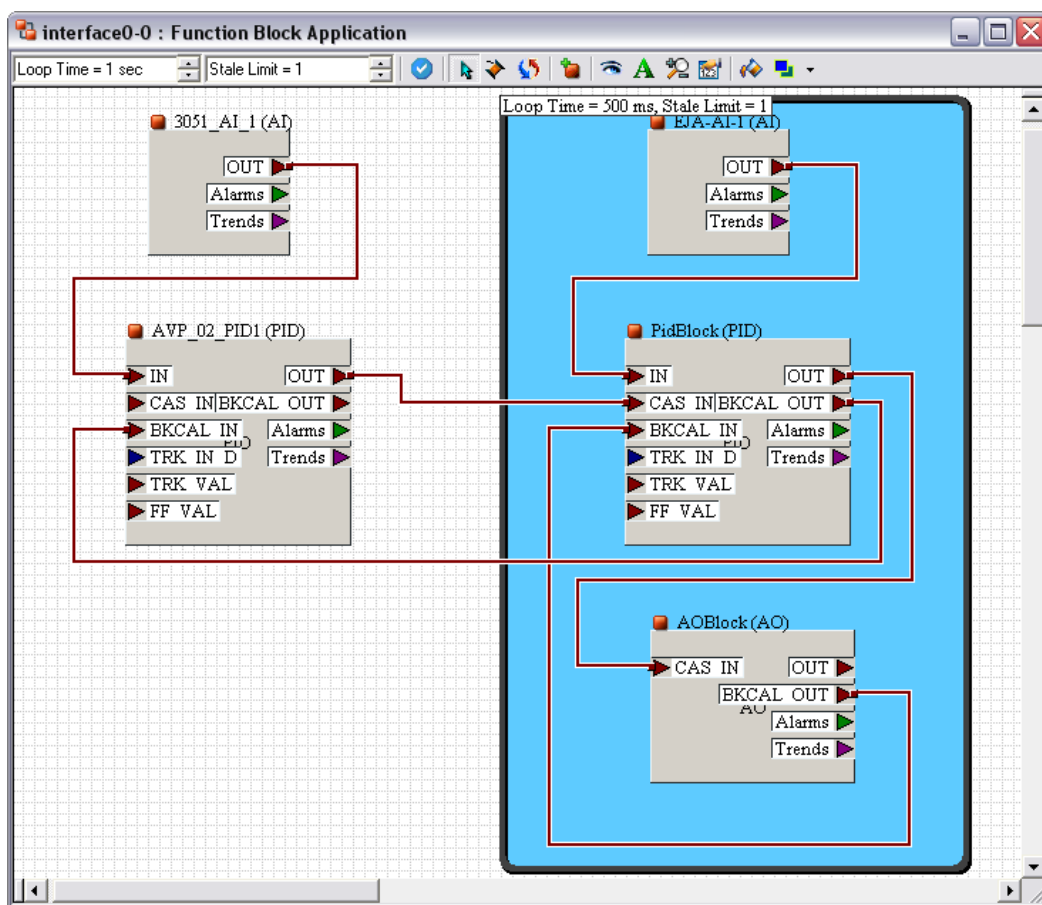 interface0-0 : Function Block Application
Loop Time = 1 sec
Stale Limit = 1
Loop Time = 500 ms, Stale Limit = 1
3051_AI_1 (AI)
OUT
Alarms
Trends
EJA-AI-1 (AI)
OUT
Alarms
Trends
AVP_02_PID1 (PID)
IN
OUT
CAS IN
BKCAL OUT
BKCAL IN
Alarms
PID
TRK IN D
Trends
TRK VAL
FF VAL
PidBlock (PID)
IN
OUT
CAS IN
BKCAL OUT
BKCAL IN
Alarms
PID
TRK IN D
Trends
TRK VAL
FF VAL
AOBlock (AO)
CAS IN
OUT
BKCAL OUT
AO
Alarms
Trends